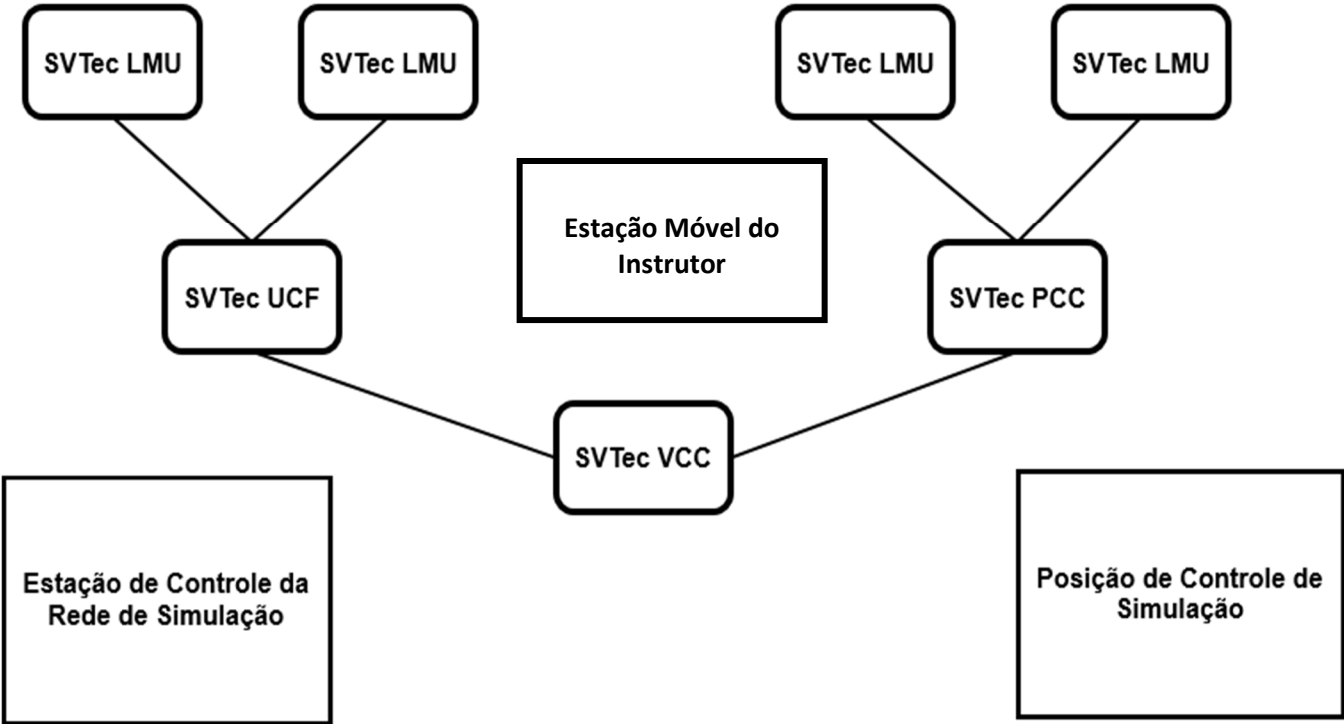 SVTec LMU
SVTec LMU
SVTec LMU
SVTec LMU
Estação Móvel do
Instrutor
SVTec UCF
SVTec PCC
SVTec VCC
Estação de Controle da
Rede de Simulação
Posição de Controle de
Simulação